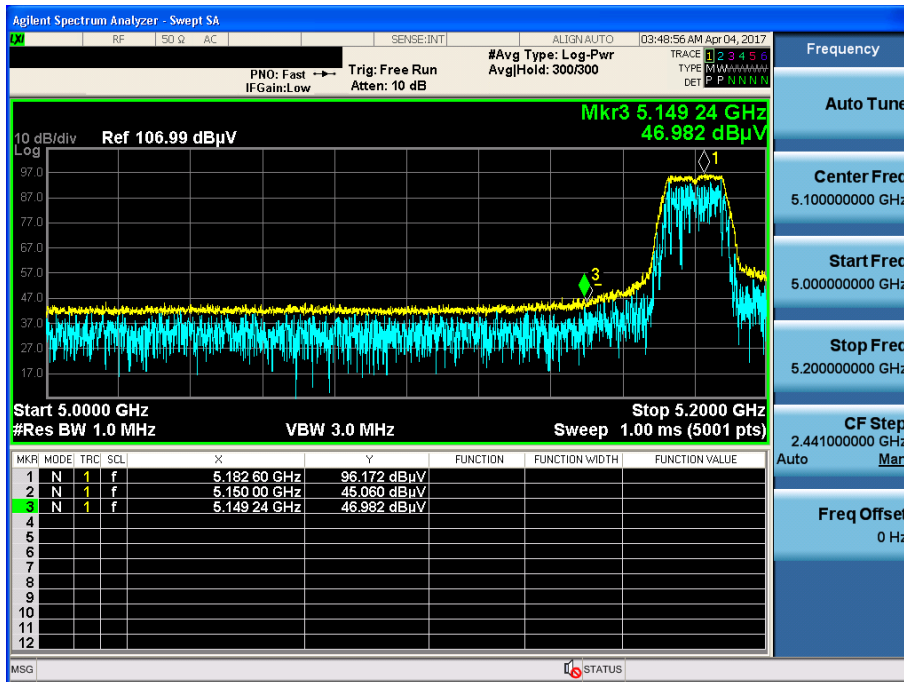 Agilent Spectrum Analyzer - Swept SA
LXI RF 50 Ω AC SENSE:INT ALIGN AUTO 03:48:56 AM Apr 04, 2017
PNO: Fast Trig: Free Run #Avg Type: Log-Pwr TRACE 1 2 3 4 5 6
IFGain:Low Atten: 10 dB Avg|Hold: 300/300 TYPE M W W W W W
DET P P N N N N
Mkr3 5.149 24 GHz
46.982 dBµV
10 dB/div Ref 106.99 dBµV
Log
97.0
87.0
77.0
67.0
57.0
47.0
37.0
27.0
17.0
1
3
Start 5.0000 GHz Stop 5.2000 GHz
#Res BW 1.0 MHz VBW 3.0 MHz Sweep 1.00 ms (5001 pts)
MKR MODE TRC SCL X Y FUNCTION FUNCTION WIDTH FUNCTION VALUE
1 N 1 f 5.182 60 GHz 96.172 dBµV
2 N 1 f 5.150 00 GHz 45.060 dBµV
3 N 1 f 5.149 24 GHz 46.982 dBµV
4
5
6
7
8
9
10
11
12
MSG STATUS
Frequency
Auto Tune
Center Freq
5.100000000 GHz
Start Freq
5.000000000 GHz
Stop Freq
5.200000000 GHz
CF Step
2.441000000 GHz
Auto Man
Freq Offset
0 Hz